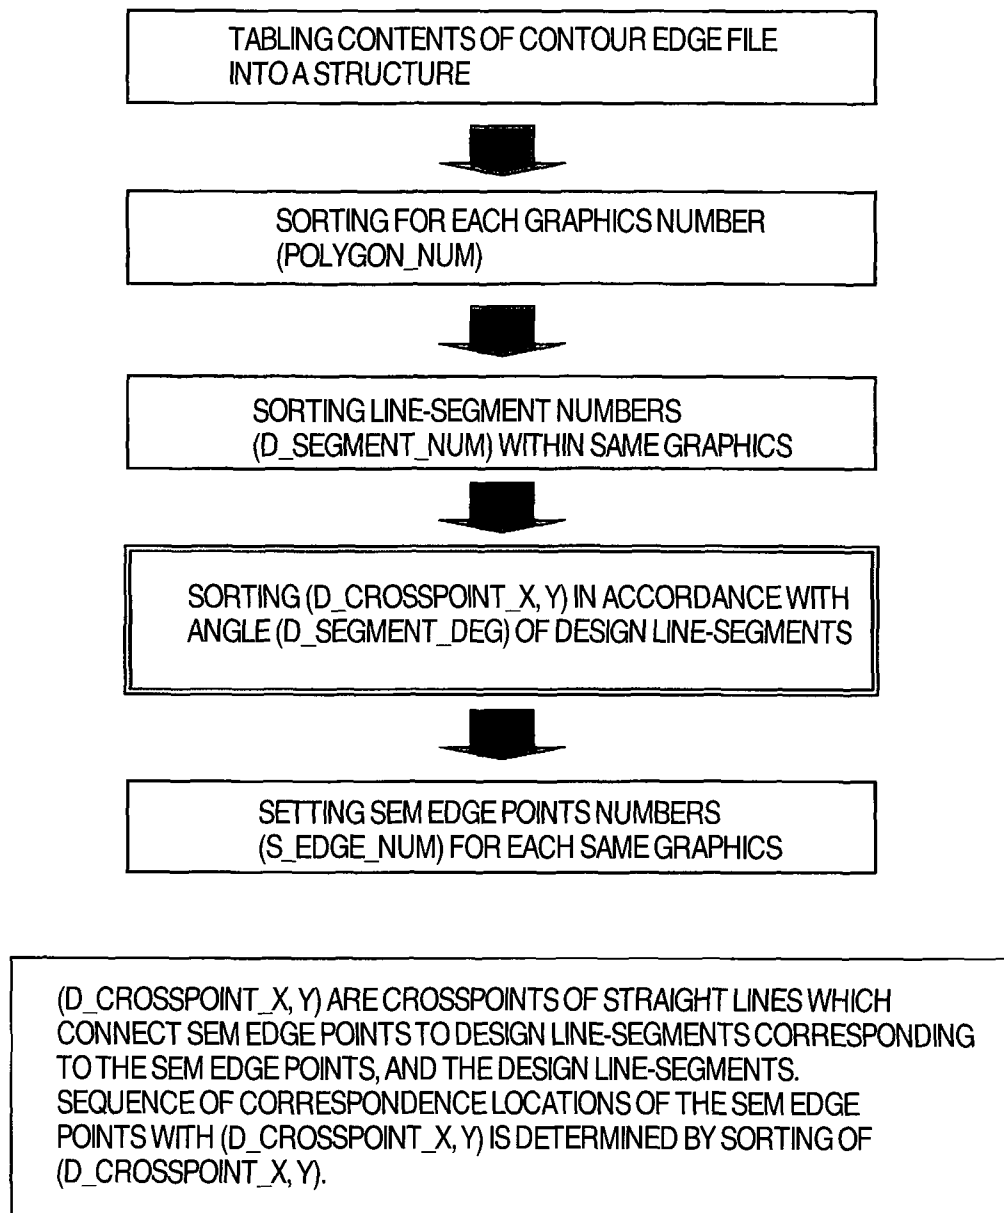 TABLING CONTENTS OF CONTOUR EDGE FILE
INTO A STRUCTURE
SORTING FOR EACH GRAPHICS NUMBER
(POLYGON_NUM)
SORTING LINE-SEGMENT NUMBERS
(D_SEGMENT_NUM) WITHIN SAME GRAPHICS
SORTING (D_CROSSPOINT_X, Y) IN ACCORDANCE WITH
ANGLE (D_SEGMENT_DEG) OF DESIGN LINE-SEGMENTS
SETTING SEM EDGE POINTS NUMBERS
(S_EDGE_NUM) FOR EACH SAME GRAPHICS
(D_CROSSPOINT_X, Y) ARE CROSSPOINTS OF STRAIGHT LINES WHICH
CONNECT SEM EDGE POINTS TO DESIGN LINE-SEGMENTS CORRESPONDING
TO THE SEM EDGE POINTS, AND THE DESIGN LINE-SEGMENTS.
SEQUENCE OF CORRESPONDENCE LOCATIONS OF THE SEM EDGE
POINTS WITH (D_CROSSPOINT_X, Y) IS DETERMINED BY SORTING OF
(D_CROSSPOINT_X, Y).